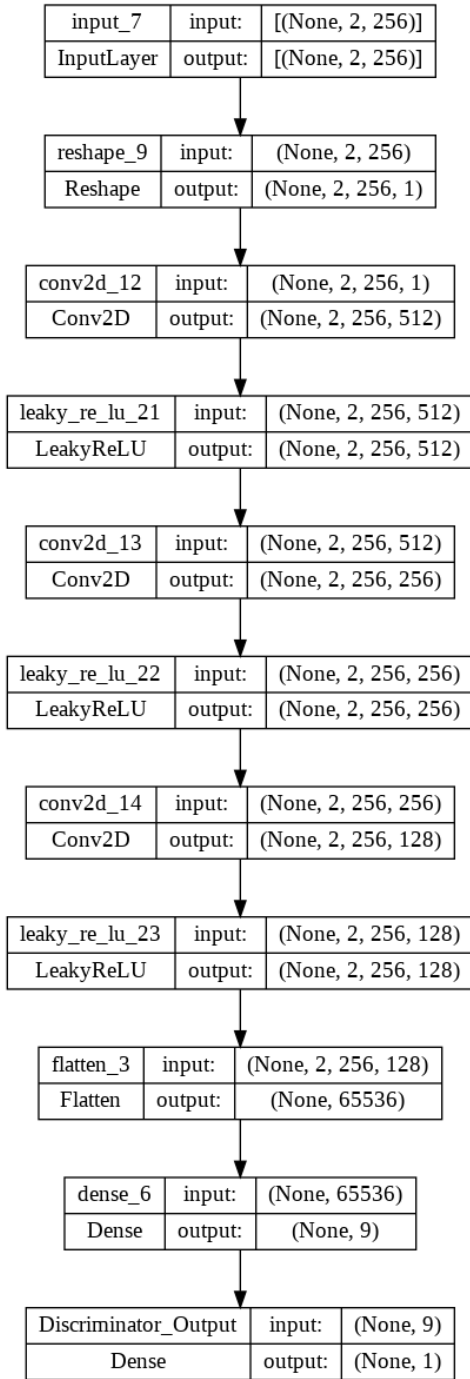 input_7 input: [(None, 2, 256)]
InputLayer output: [(None, 2, 256)]
reshape_9 input: (None, 2, 256)
Reshape output: (None, 2, 256, 1)
conv2d_12 input: (None, 2, 256, 1)
Conv2D output: (None, 2, 256, 512)
leaky_re_lu_21 input: (None, 2, 256, 512)
LeakyReLU output: (None, 2, 256, 512)
conv2d_13 input: (None, 2, 256, 512)
Conv2D output: (None, 2, 256, 256)
leaky_re_lu_22 input: (None, 2, 256, 256)
LeakyReLU output: (None, 2, 256, 256)
conv2d_14 input: (None, 2, 256, 256)
Conv2D output: (None, 2, 256, 128)
leaky_re_lu_23 input: (None, 2, 256, 128)
LeakyReLU output: (None, 2, 256, 128)
flatten_3 input: (None, 2, 256, 128)
Flatten output: (None, 65536)
dense_6 input: (None, 65536)
Dense output: (None, 9)
Discriminator_Output input: (None, 9)
Dense output: (None, 1)